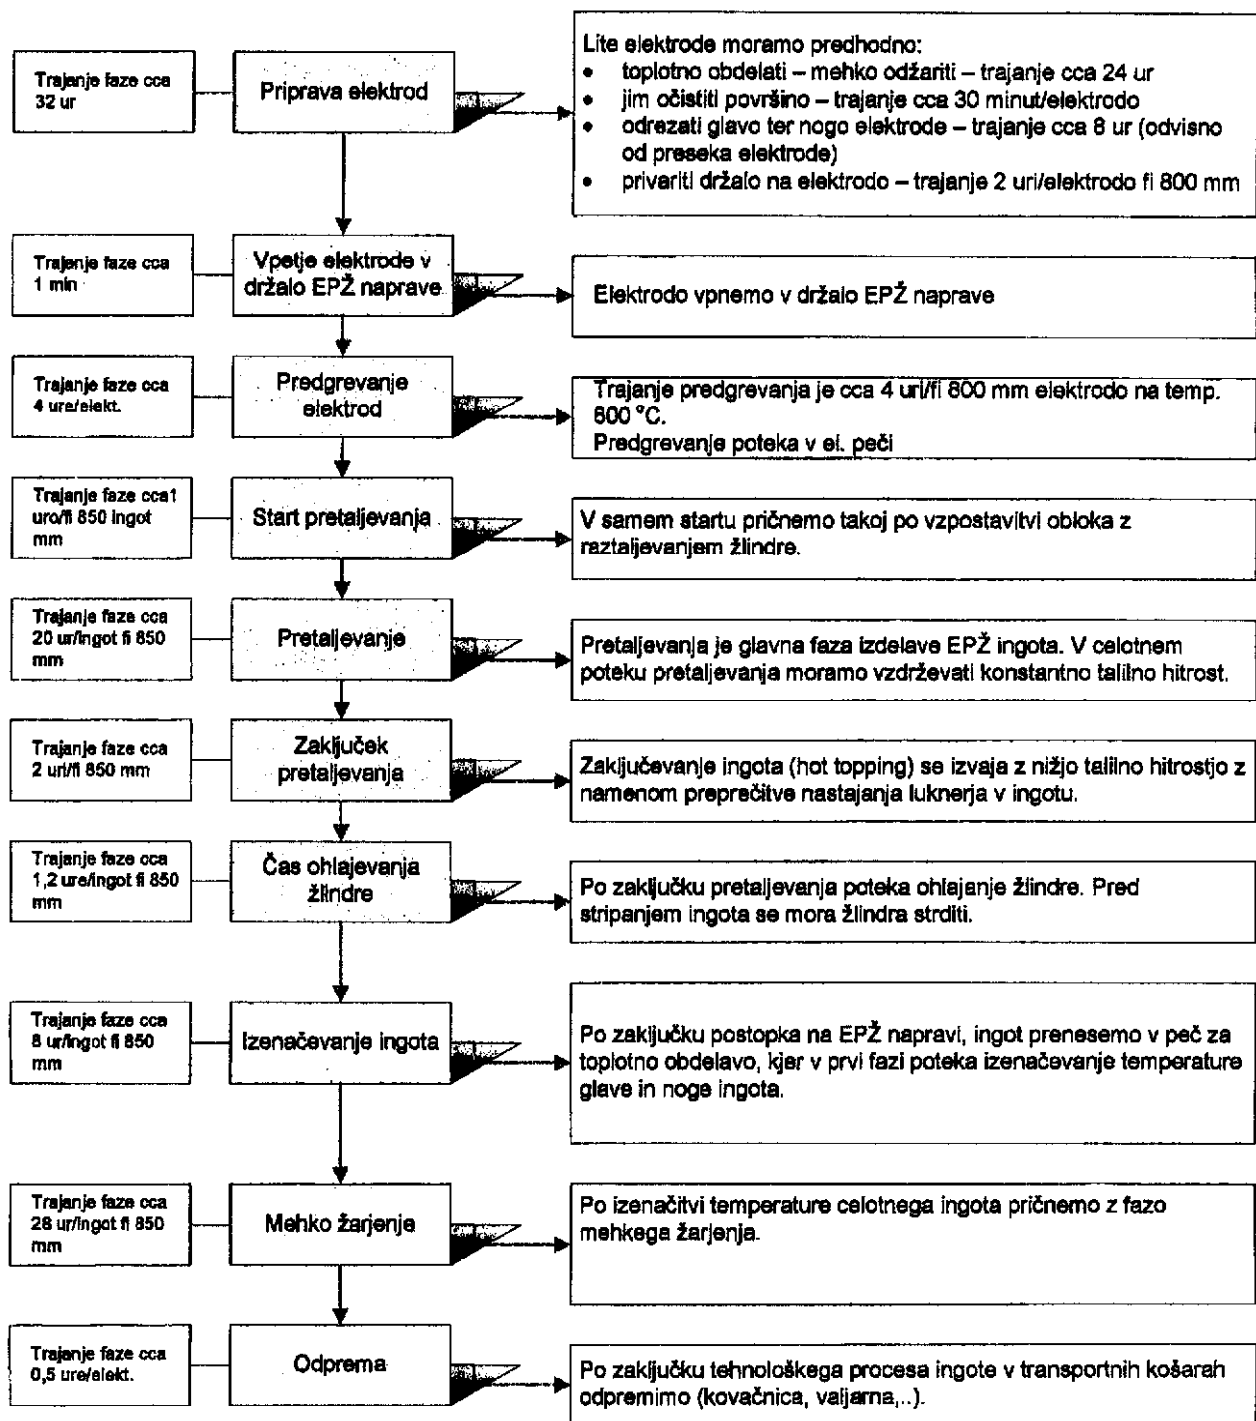 Trajanje faze cca
32 ur
Priprava elektrod
Lite elektrode moramo predhodno:
• toplotno obdelati – mehko odžariti – trajanje cca 24 ur
• jim očistiti površino – trajanje cca 30 minut/elektrodo
• odrezati glavo ter nogo elektrode – trajanje cca 8 ur (odvisno
od preseka elektrode)
• privariti držalo na elektrodo – trajanje 2 uri/elektrodo fi 800 mm
Trajanje faze cca
1 min
Vpetje elektrode v
držalo EPŽ naprave
Elektrodo vpnemo v držalo EPŽ naprave
Trajanje faze cca
4 ure/elekt.
Predgrevanje
elektrod
Trajanje predgrevanja je cca 4 uri/fi 800 mm elektrodo na temp.
600 °C.
Predgrevanje poteka v el. peči
Trajanje faze cca1
uro/fi 850 ingot
mm
Start pretaljevanja
V samem startu pričnemo takoj po vzpostavitvi obloka z
raztaljevanjem žlindre.
Trajanje faze cca
20 ur/ingot fi 850
mm
Pretaljevanje
Pretaljevanja je glavna faza izdelave EPŽ ingota. V celotnem
poteku pretaljevanja moramo vzdrževati konstantno talilno hitrost.
Trajanje faze cca
2 uri/fi 850 mm
Zaključek
pretaljevanja
Zaključevanje ingota (hot topping) se izvaja z nižjo talilno hitrostjo z
namenom preprečitve nastajanja luknerja v ingotu.
Trajanje faze cca
1,2 ure/ingot fi 850
mm
Čas ohlajevanja
žlindre
Po zaključku pretaljevanja poteka ohlajanje žlindre. Pred
stripanjem ingota se mora žlindra strditi.
Trajanje faze cca
8 ur/ingot fi 850
mm
Izenačevanje ingota
Po zaključku postopka na EPŽ napravi, ingot prenesemo v peč za
toplotno obdelavo, kjer v prvi fazi poteka izenačevanje temperature
glave in noge ingota.
Trajanje faze cca
28 ur/ingot fi 850
mm
Mehko žarjenje
Po izenačitvi temperature celotnega ingota pričnemo z fazo
mehkega žarjenja.
Trajanje faze cca
0,5 ure/elekt.
Odprema
Po zaključku tehnološkega procesa ingote v transportnih košarah
odpremimo (kovačnica, valjarna,..).